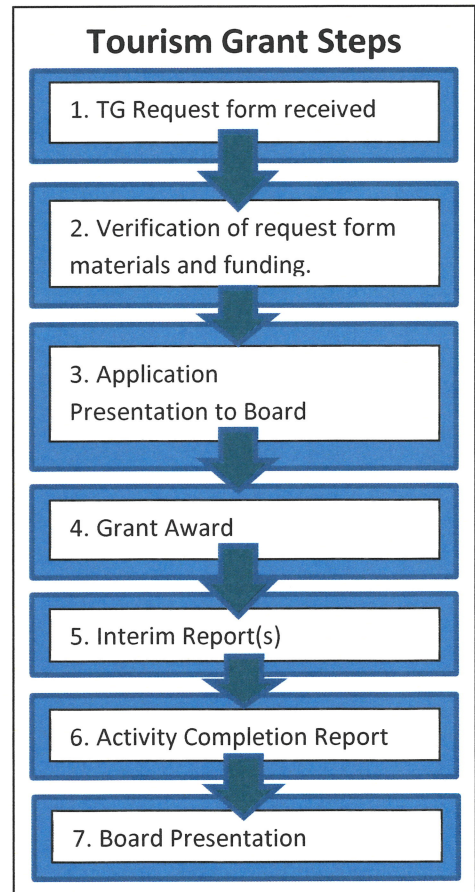 Tourism Grant Steps
1. TG Request form received
2. Verification of request form
materials and funding.
3. Application
Presentation to Board
4. Grant Award
5. Interim Report(s)
6. Activity Completion Report
7. Board Presentation